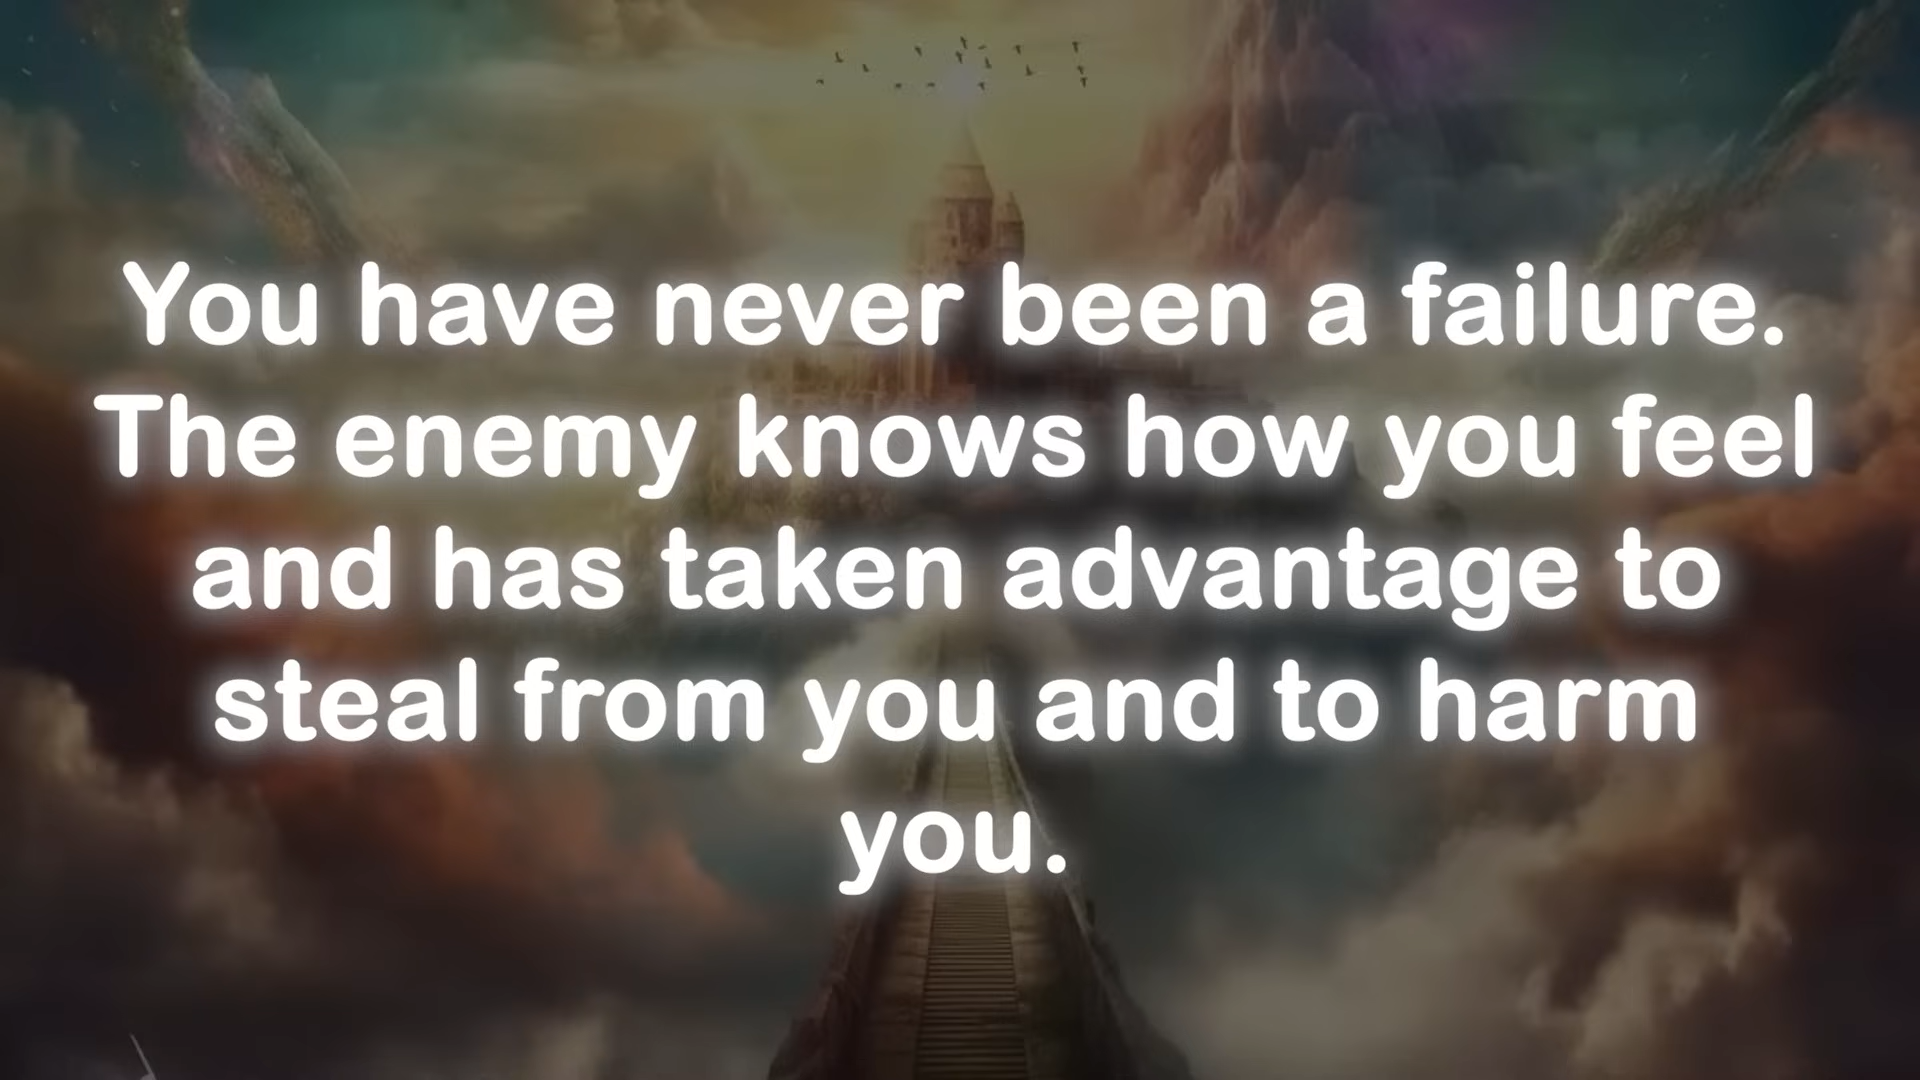 You have never been a failure.
The enemy knows how you feel
and has taken advantage to
steal from you and to harm
you.